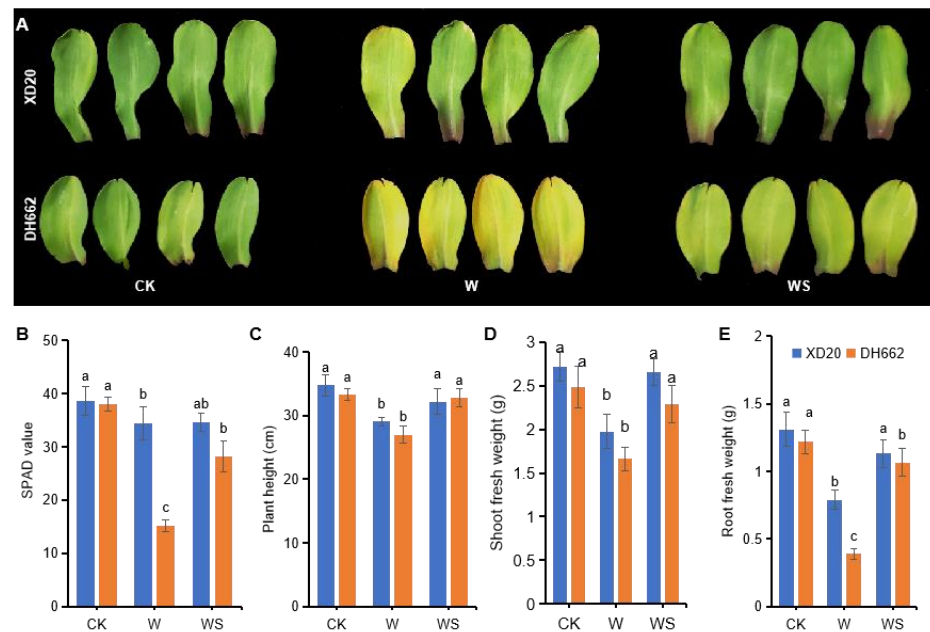 A
XD20
DH662
CK W WS
B
SPAD value
50
40
30
20
10
0
a a b c ab b
CK W WS
C
Plant height (cm)
40
30
20
10
0
a a b b a a
CK W WS
D
Shoot fresh weight (g)
3
2.5
2
1.5
1
0.5
0
a a b b a a
CK W WS
E
Root fresh weight (g)
2
1.5
1
0.5
0
XD20 DH662
a a b c a b
CK W WS